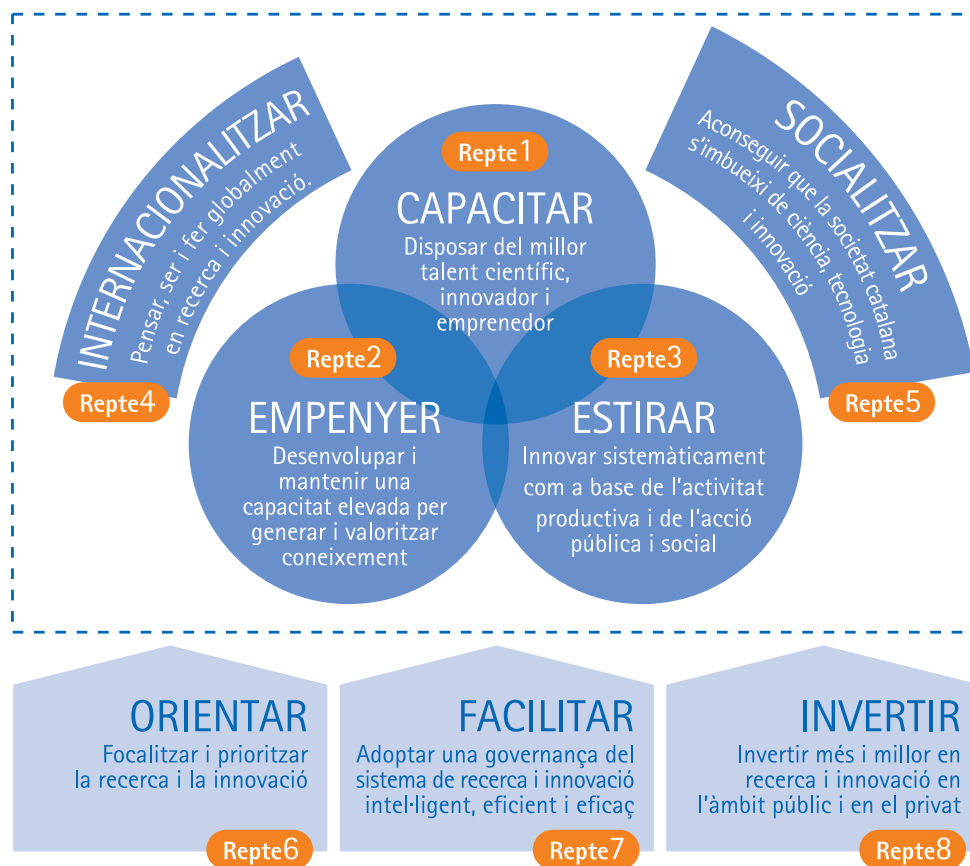 Repte1
CAPACITAR
Disposar del millor
talent científic,
innovador i
emprenedor
Repte2
EMPENYER
Desenvolupar i
mantenir una
capacitat elevada per
generar i valoritzar
coneixement
Repte3
ESTIRAR
Innovar sistemàticament
com a base de l'activitat
productiva i de l'acció
pública i social
INTERNACIONALITZAR
Pensar, ser i fer globalment
en recerca i innovació.
Repte4
SOCIALITZAR
Aconseguir que la societat catalana
s'imbueixi de ciència, tecnologia
i innovació
Repte5
ORIENTAR
Focalitzar i prioritzar
la recerca i la innovació
Repte6
FACILITAR
Adoptar una governança del
sistema de recerca i innovació
intel·ligent, eficient i eficaç
Repte7
INVERTIR
Invertir més i millor en
recerca i innovació en
l'àmbit públic i en el privat
Repte8